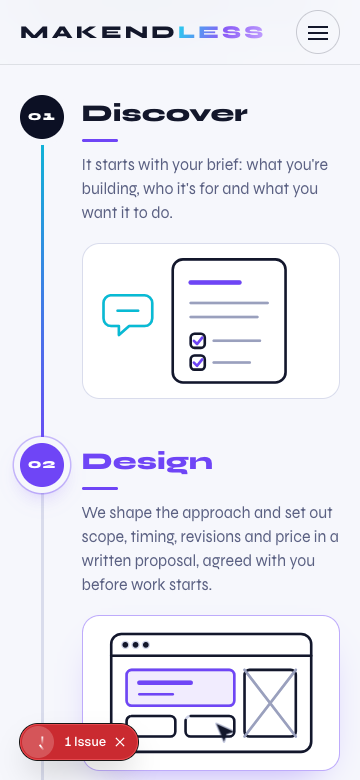 MAKENDLESS
01
Discover
It starts with your brief: what you're
building, who it's for and what you
want it to do.
02
Design
We shape the approach and set out
scope, timing, revisions and price in a
written proposal, agreed with you
before work starts.
1 Issue